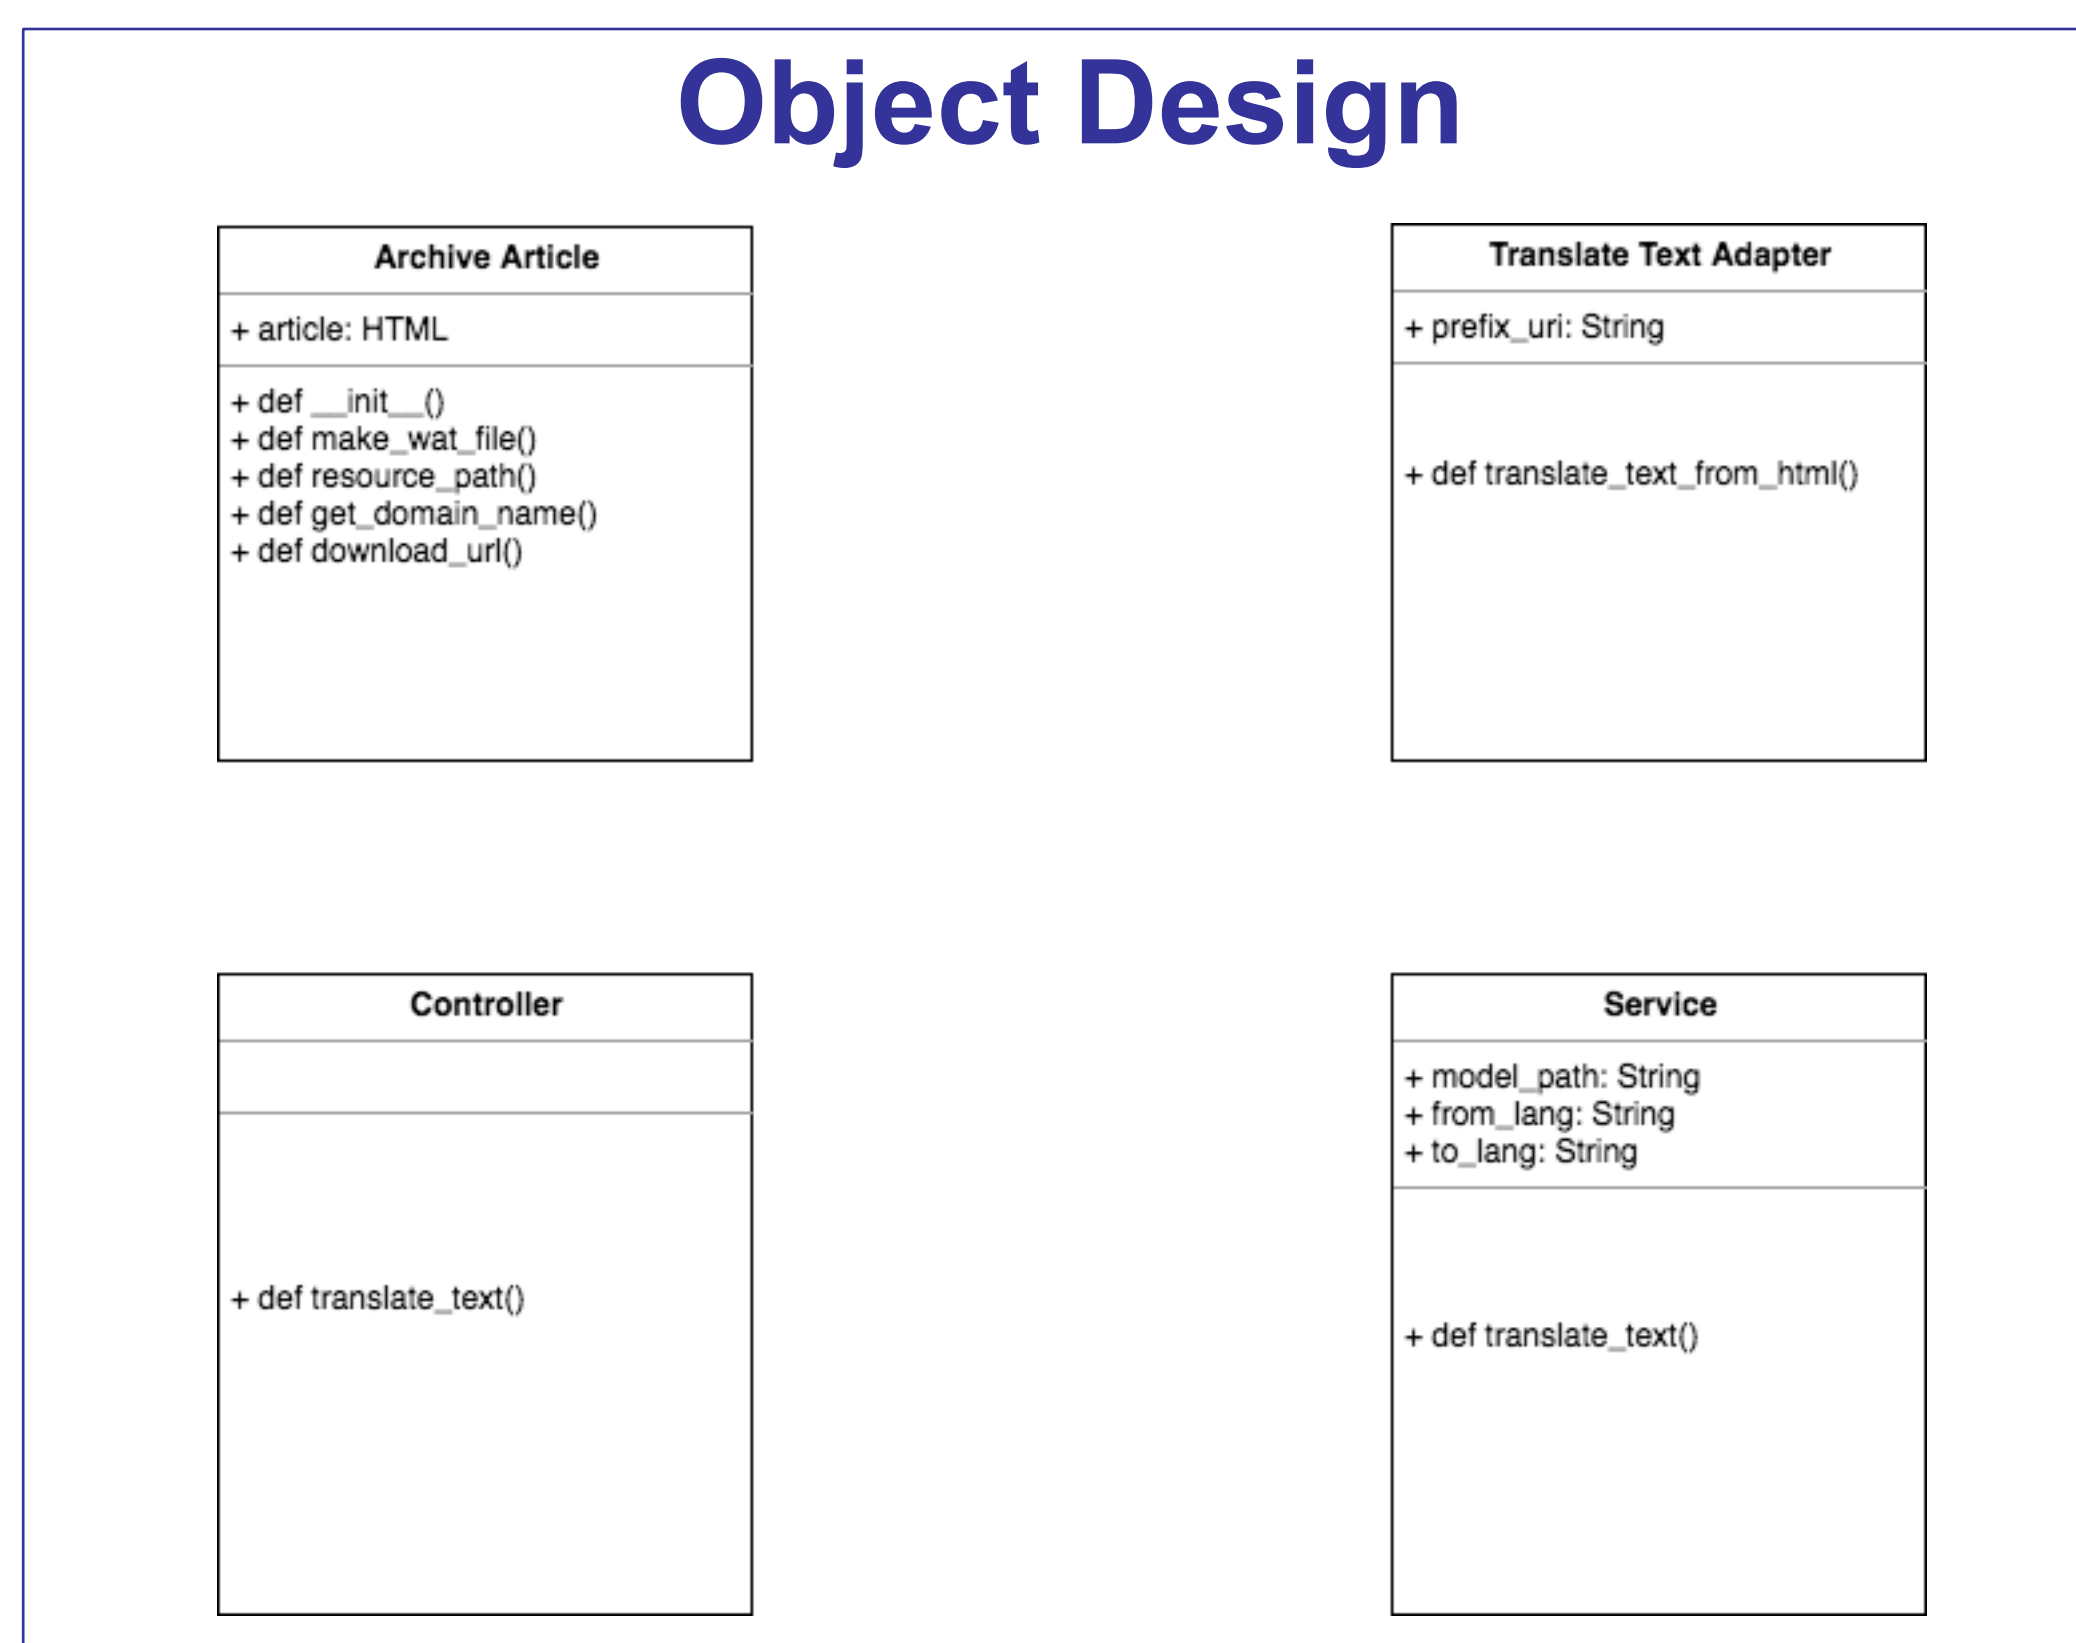 Object Design
Archive Article
+ article: HTML
+ def __init__()
+ def make_wat_file()
+ def resource_path()
+ def get_domain_name()
+ def download_url()
Translate Text Adapter
+ prefix_uri: String
+ def translate_text_from_html()
Controller
+ def translate_text()
Service
+ model_path: String
+ from_lang: String
+ to_lang: String
+ def translate_text()